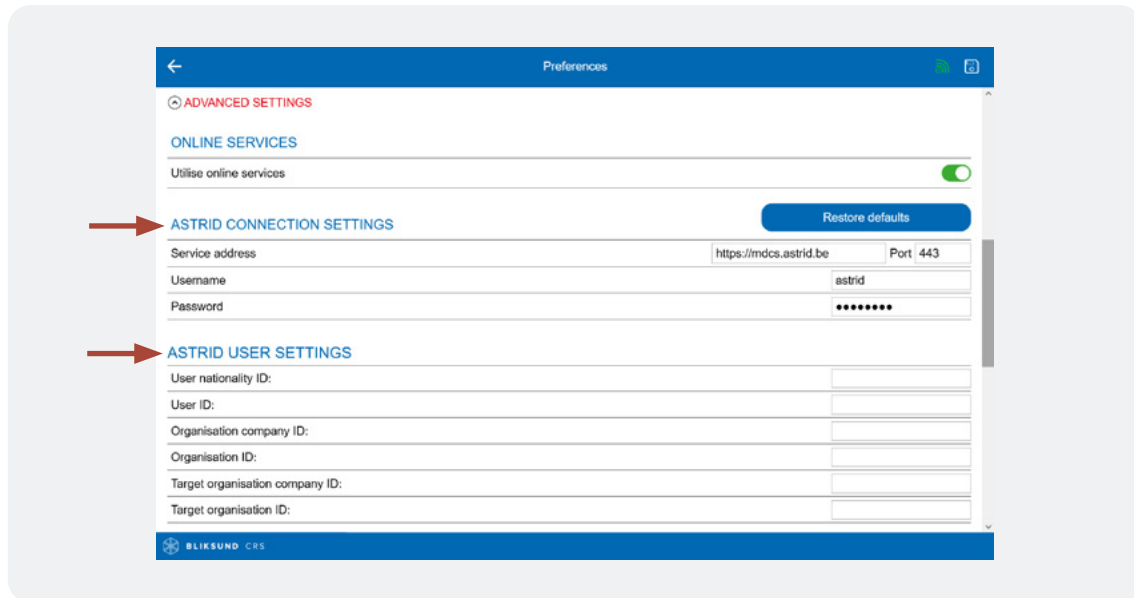 Preferences
ADVANCED SETTINGS
ONLINE SERVICES
Utilise online services
ASTRID CONNECTION SETTINGS
Restore defaults
Service address https://mdcs.astrid.be Port 443
Username astrid
Password ••••••••
ASTRID USER SETTINGS
User nationality ID:
User ID:
Organisation company ID:
Organisation ID:
Target organisation company ID:
Target organisation ID:
BLIKSUND CRS